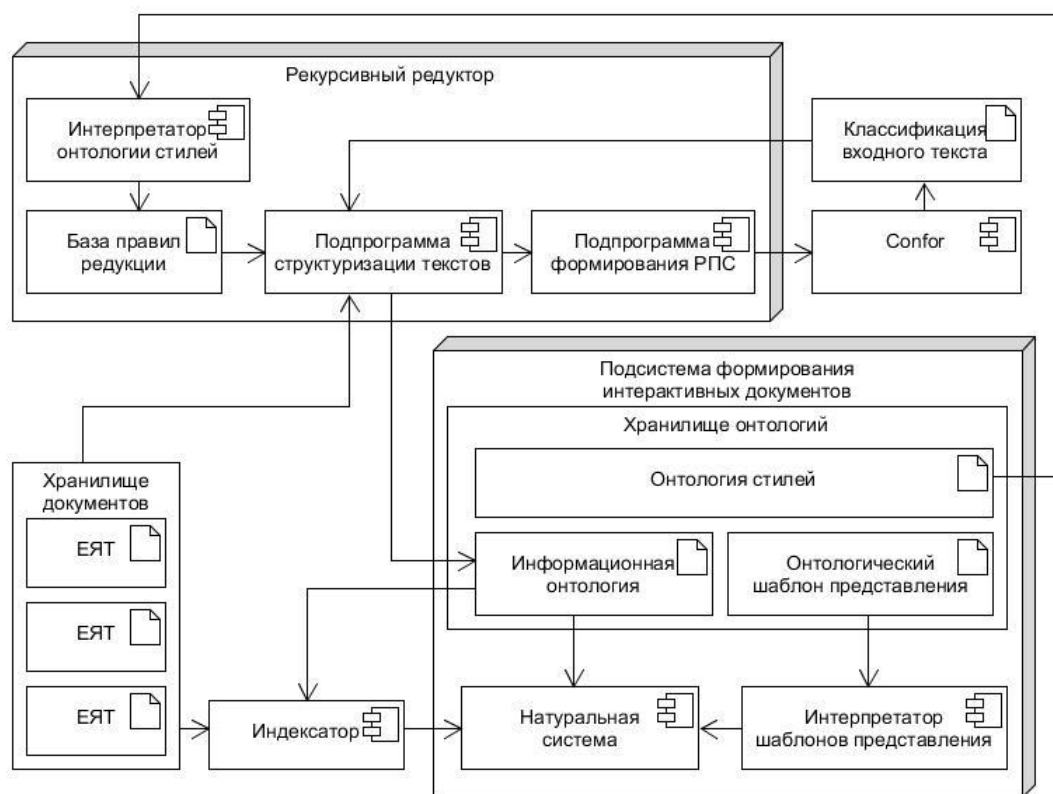 Рекурсивный редуктор
Интерпретатор
онтологии стилей
Классификация
входного текста
База правил
редукции
Подпрограмма
структуризации текстов
Подпрограмма
формирования РПС
Confor
Подсистема формирования
интерактивных документов
Хранилище онтологий
Онтология стилей
Хранилище
документов
ЕЯТ
ЕЯТ
ЕЯТ
Информационная
онтология
Онтологический
шаблон представления
Индексатор
Натуральная
система
Интерпретатор
шаблонов представления